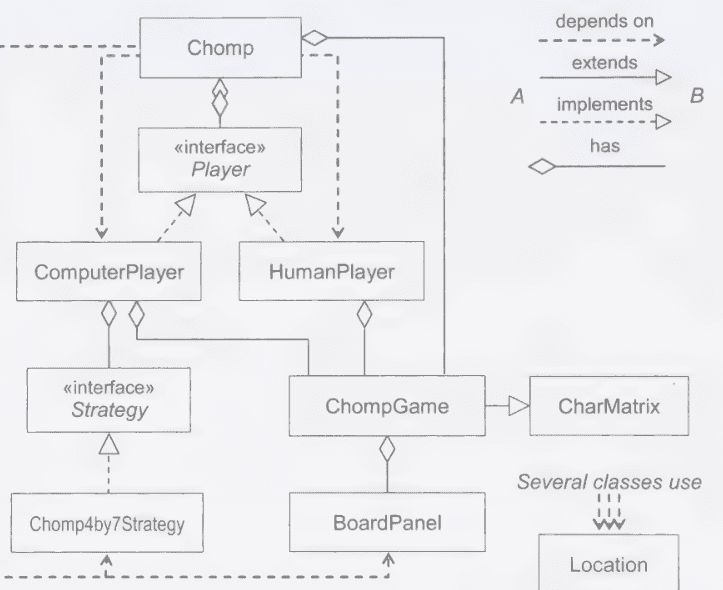 Chomp
depends on
extends
A
B
implements
has
«interface»
Player
ComputerPlayer
HumanPlayer
«interface»
Strategy
ChompGame
CharMatrix
Several classes use
Chomp4by7Strategy
BoardPanel
Location